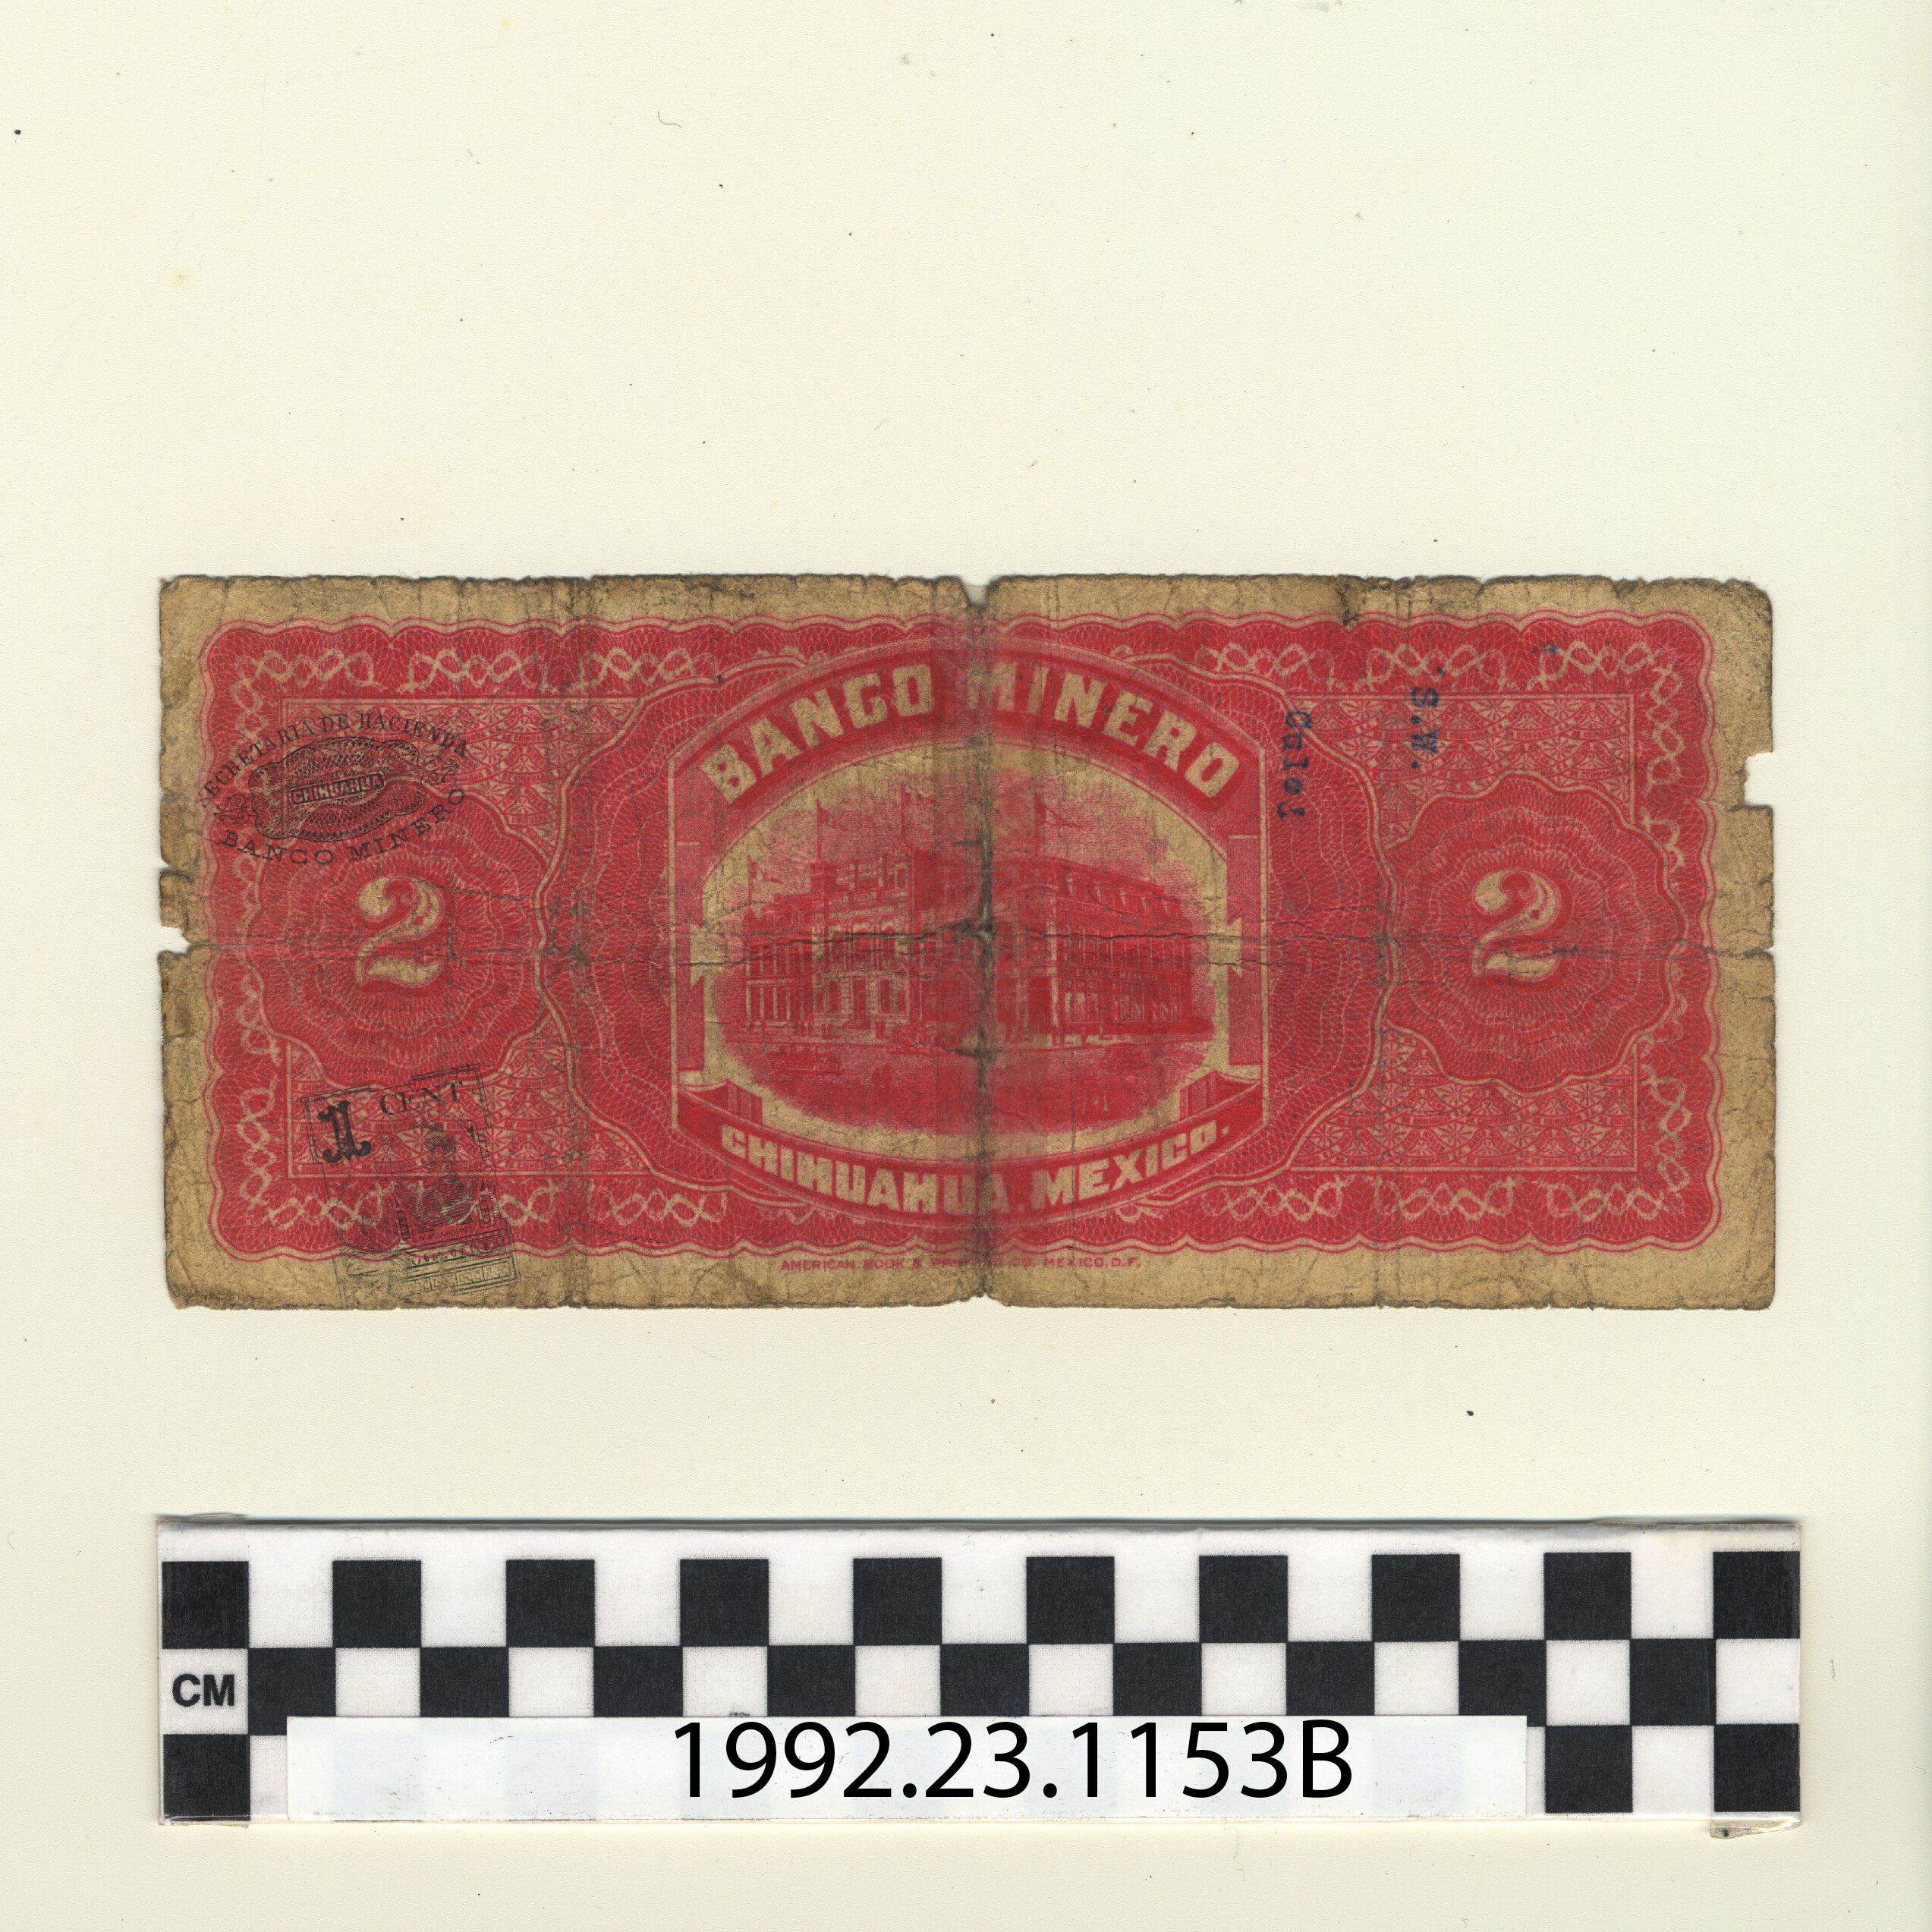 BANCO MINERO
SECRETARIA DE HACIENDA
CHIHUAHUA
BANCO MINERO
S.W.
2
2
1 CENT
CHIHUAHUA, MEXICO.
AMERICAN BOOK & CO. MEXICO, D.F.
CM
1992.23.1153B